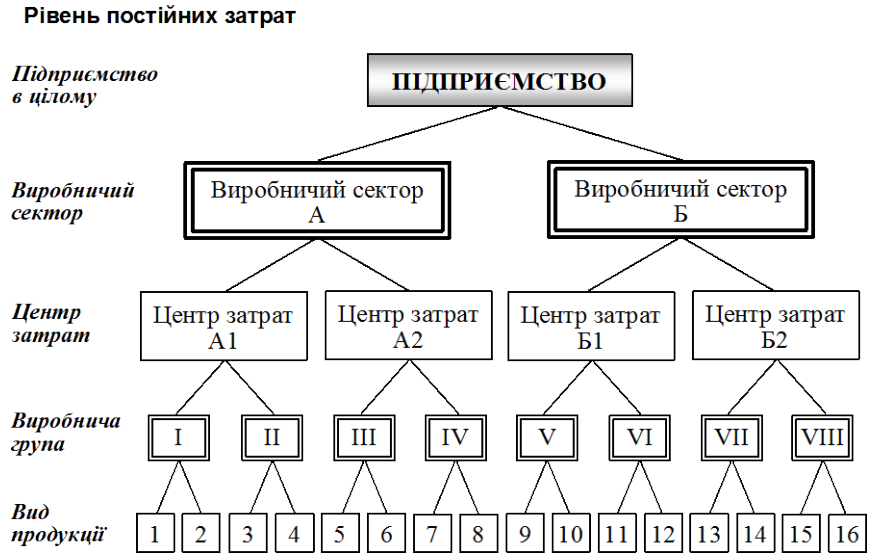 Рівень постійних затрат
Підприємство
в цілому
ПІДПРИЄМСТВО
Виробничий
сектор
Виробничий сектор
А
Виробничий сектор
Б
Центр
затрат
Центр затрат
А1
Центр затрат
А2
Центр затрат
Б1
Центр затрат
Б2
Виробнича
група
I II III IV V VI VII VIII
Вид
продукції
1 2 3 4 5 6 7 8 9 10 11 12 13 14 15 16